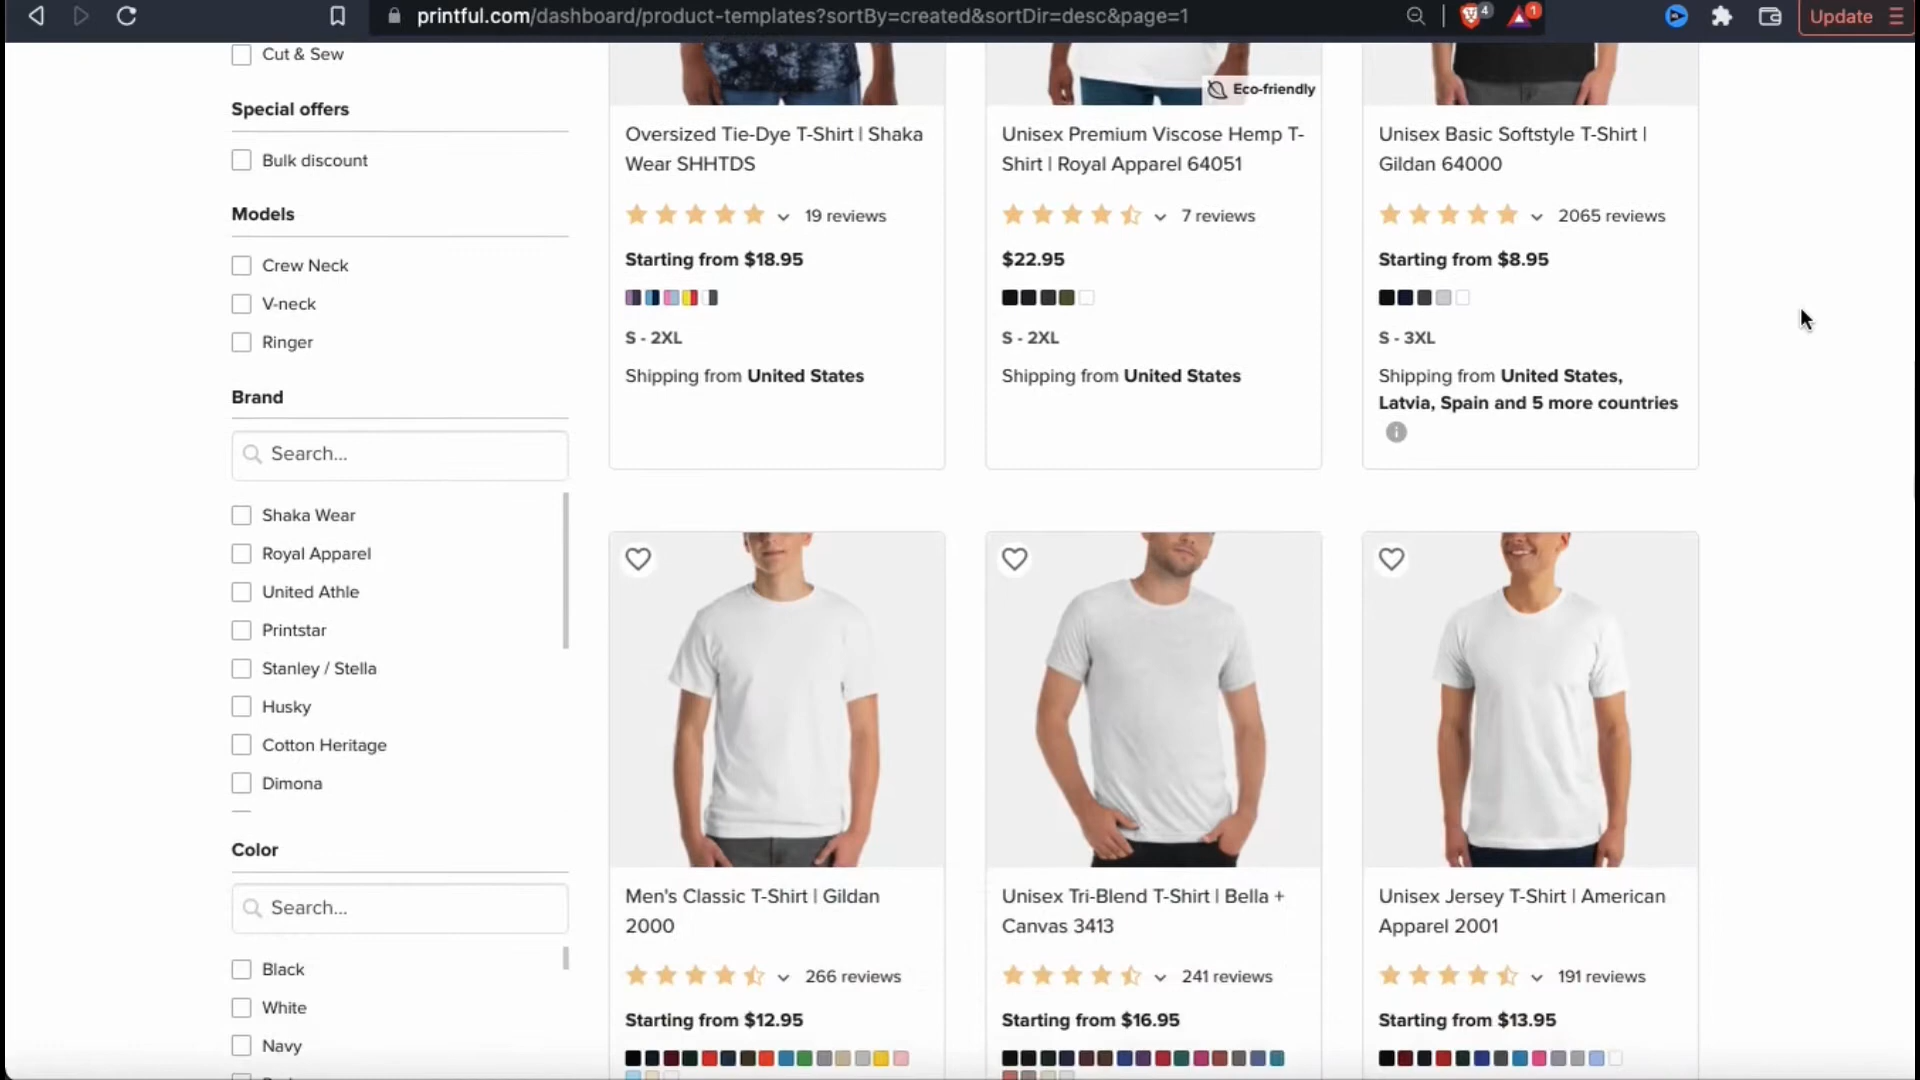 printful.com/dashboard/product-templates?sortBy=created&sortDir=desc&page=1
4
1
Update
Cut & Sew
Special offers
Bulk discount
Models
Crew Neck
V-neck
Ringer
Brand
Search...
Shaka Wear
Royal Apparel
United Athle
Printstar
Stanley / Stella
Husky
Cotton Heritage
Dimona
Color
Search...
Black
White
Navy
Oversized Tie-Dye T-Shirt | Shaka
Wear SHHTDS
19 reviews
Starting from $18.95
S - 2XL
Shipping from United States
Eco-friendly
Unisex Premium Viscose Hemp T-
Shirt | Royal Apparel 64051
7 reviews
$22.95
S - 2XL
Shipping from United States
Unisex Basic Softstyle T-Shirt |
Gildan 64000
2065 reviews
Starting from $8.95
S - 3XL
Shipping from United States,
Latvia, Spain and 5 more countries
Men's Classic T-Shirt | Gildan
2000
266 reviews
Starting from $12.95
Unisex Tri-Blend T-Shirt | Bella +
Canvas 3413
241 reviews
Starting from $16.95
Unisex Jersey T-Shirt | American
Apparel 2001
191 reviews
Starting from $13.95